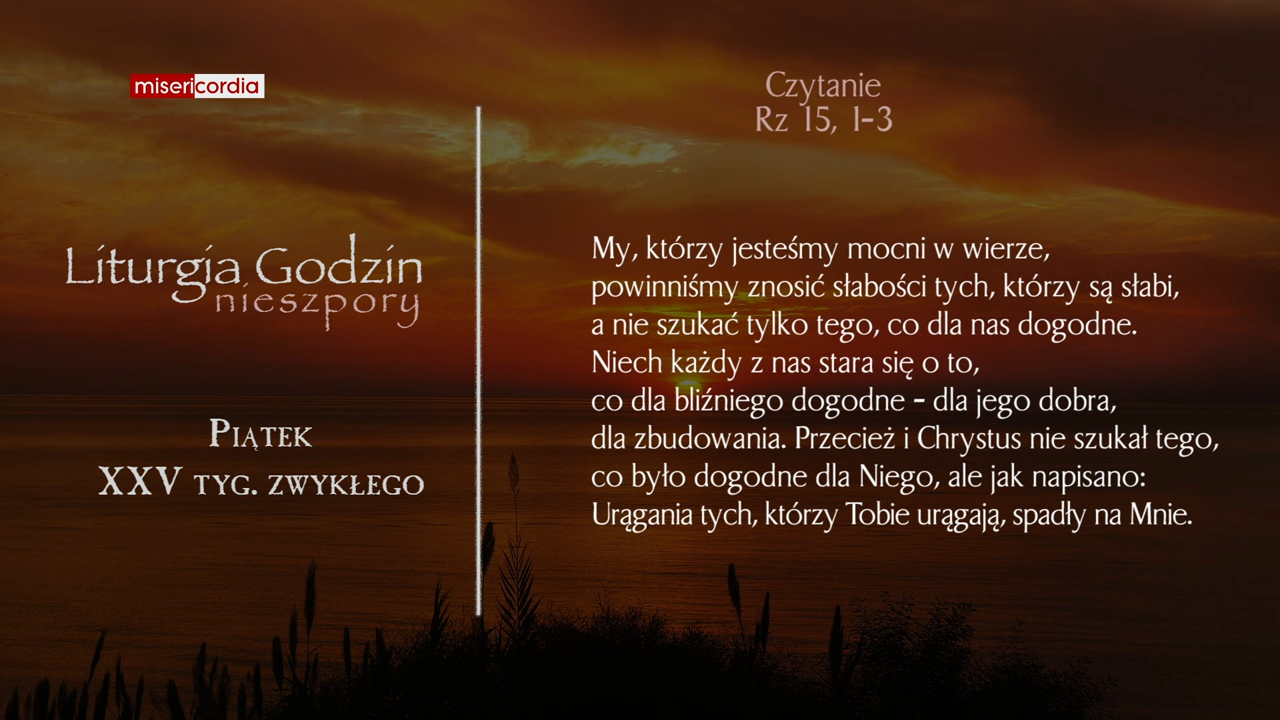 misericordia
Liturgia Godzin
nieszpory
Piątek
XXV tyg. zwykłego
Czytanie
Rz 15, 1-3
My, którzy jesteśmy mocni w wierze,
powinniśmy znosić słabości tych, którzy są słabi,
a nie szukać tylko tego, co dla nas dogodne.
Niech każdy z nas stara się o to,
co dla bliźniego dogodne - dla jego dobra,
dla zbudowania. Przecież i Chrystus nie szukał tego,
co było dogodne dla Niego, ale jak napisano:
Urągania tych, którzy Tobie urągają, spadły na Mnie.